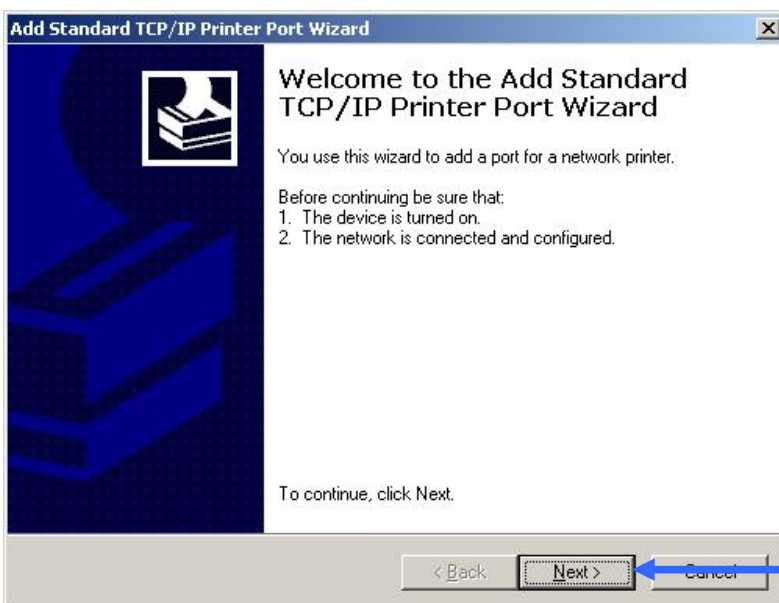 Add Standard TCP/IP Printer Port Wizard
Welcome to the Add Standard
TCP/IP Printer Port Wizard
You use this wizard to add a port for a network printer.
Before continuing be sure that:
1. The device is turned on.
2. The network is connected and configured.
To continue, click Next.
< Back Next > Cancel